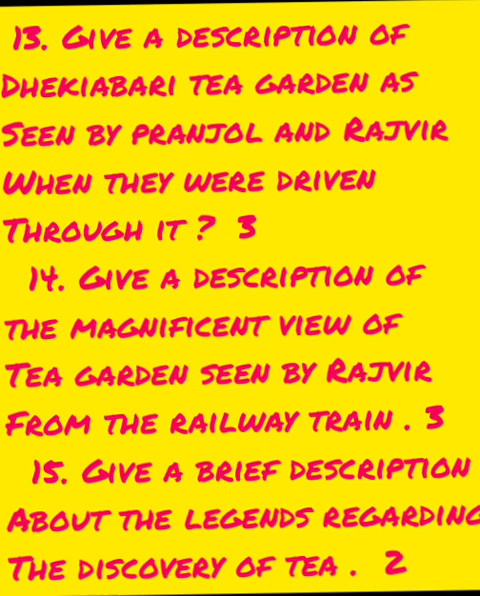 13. Give a description of
Dhekiabari tea garden as
Seen by pranjol and Rajvir
When they were driven
Through it ? 3
14. Give a description of
the magnificent view of
Tea garden seen by Rajvir
From the railway train . 3
15. Give a brief description
About the legends regarding
The discovery of tea . 2